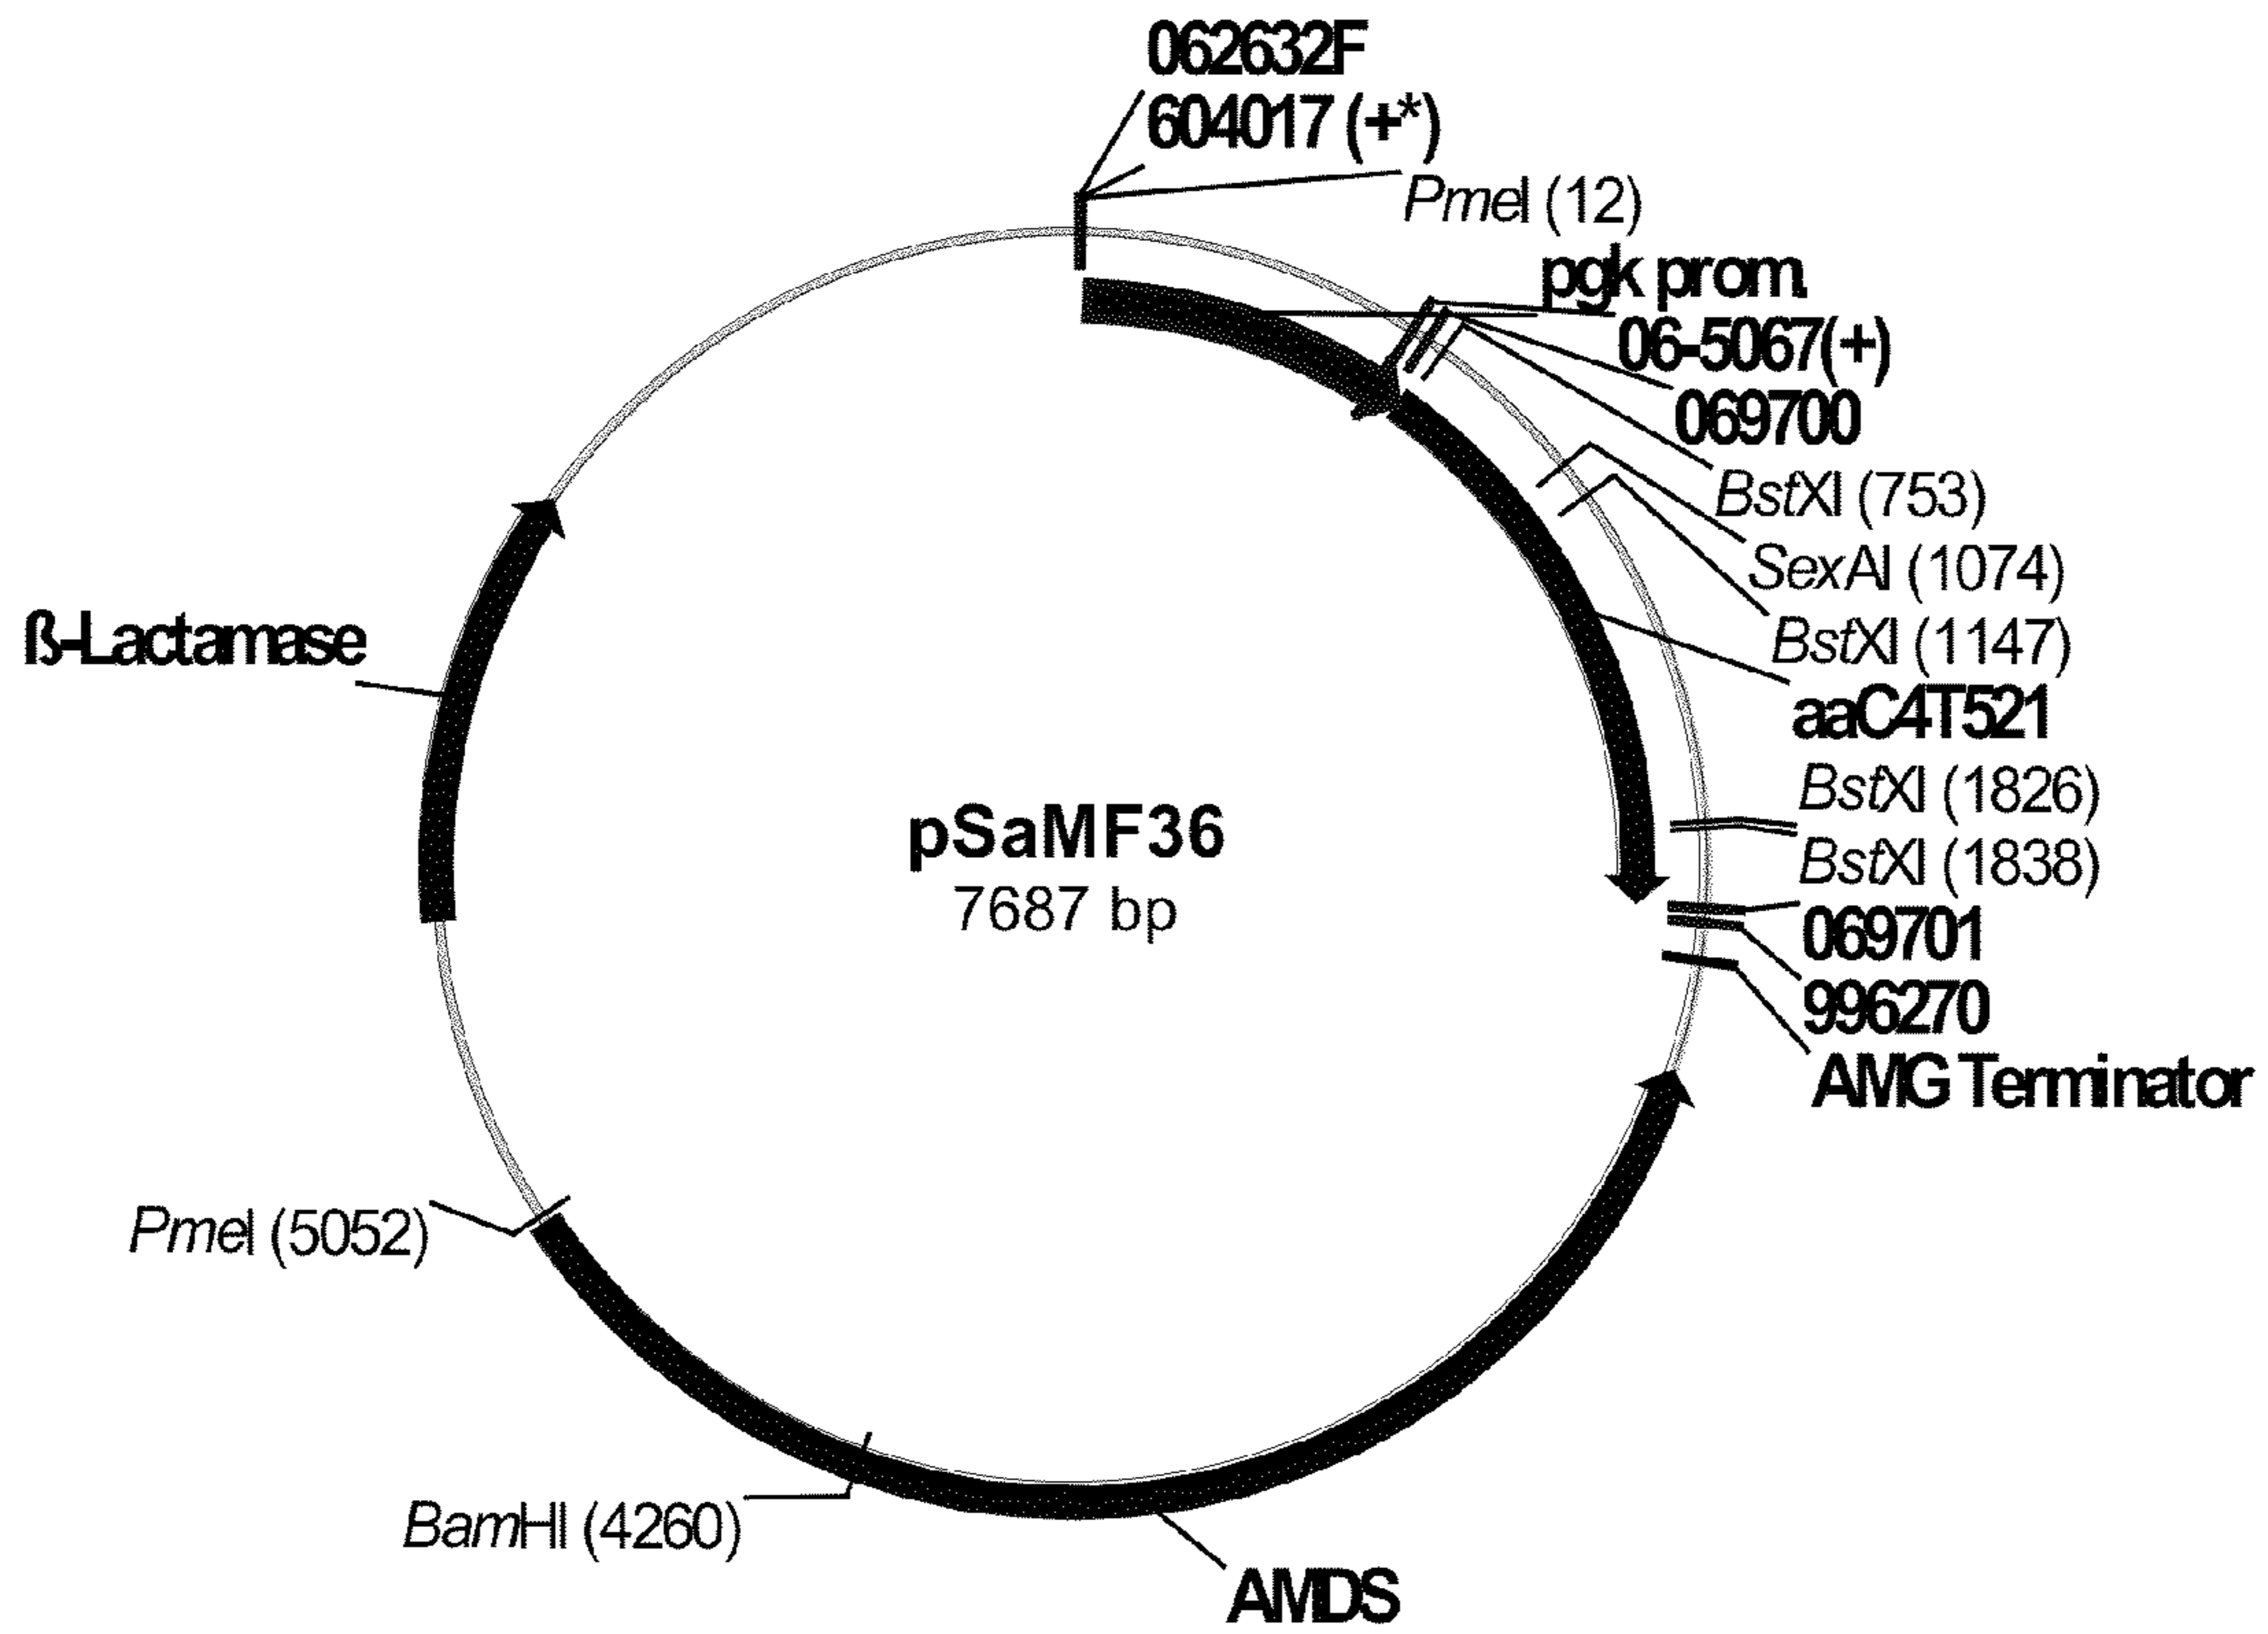 062632F
604017 (+*)
PmeI (12)
pgk prom.
06-5067(+)
069700
BstXI (753)
SexAI (1074)
BstXI (1147)
aaC4T521
BstXI (1826)
BstXI (1838)
069701
996270
AMG Terminator
ß-Lactamase
pSaMF36
7687 bp
PmeI (5052)
BamHI (4260)
AMDS